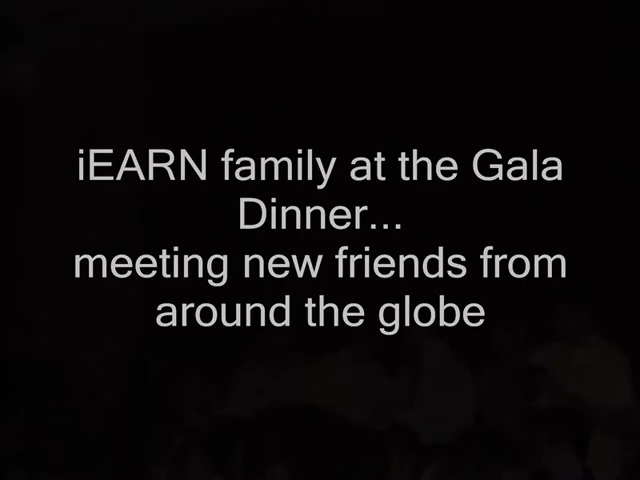 iEARN family at the Gala
Dinner...
meeting new friends from
around the globe